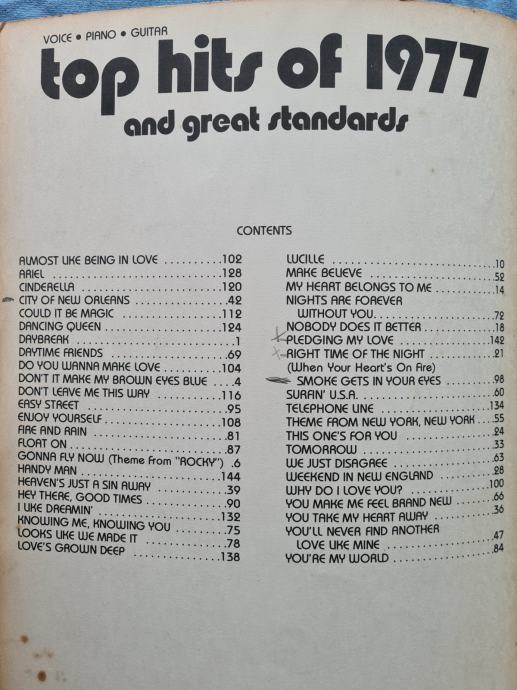 VOICE • PIANO • GUITAR
top hits of 1977
and great standards
CONTENTS
ALMOST LIKE BEING IN LOVE ..........102
ARIEL ..........128
CINDERELLA ..........120
CITY OF NEW ORLEANS ..........42
COULD IT BE MAGIC ..........112
DANCING QUEEN ..........124
DAYBREAK ..........1
DAYTIME FRIENDS ..........69
DO YOU WANNA MAKE LOVE ..........104
DON'T IT MAKE MY BROWN EYES BLUE ....4
DON'T LEAVE ME THIS WAY ..........116
EASY STREET ..........95
ENJOY YOURSELF ..........108
FIRE AND RAIN ..........81
FLOAT ON ..........87
GONNA FLY NOW (Theme from "ROCKY") .6
HANDY MAN ..........144
HEAVEN'S JUST A SIN AWAY ..........39
HEY THERE, GOOD TIMES ..........90
I LIKE DREAMIN' ..........132
KNOWING ME, KNOWING YOU ..........75
LOOKS LIKE WE MADE IT ..........78
LOVE'S GROWN DEEP ..........138
LUCILLE ..........10
MAKE BELIEVE ..........52
MY HEART BELONGS TO ME ..........14
NIGHTS ARE FOREVER
WITHOUT YOU..........72
NOBODY DOES IT BETTER ..........18
PLEDGING MY LOVE ..........142
RIGHT TIME OF THE NIGHT ..........21
(When Your Heart's On Fire)
SMOKE GETS IN YOUR EYES ..........98
SURFIN' U.S.A. ..........60
TELEPHONE LINE ..........134
THEME FROM NEW YORK, NEW YORK ....55
THIS ONE'S FOR YOU ..........24
TOMORROW ..........33
WE JUST DISAGREE ..........63
WEEKEND IN NEW ENGLAND ..........28
WHY DO I LOVE YOU? ..........100
YOU MAKE ME FEEL BRAND NEW ......66
YOU TAKE MY HEART AWAY ..........36
YOU'LL NEVER FIND ANOTHER
LOVE LIKE MINE ..........47
YOU'RE MY WORLD ..........84